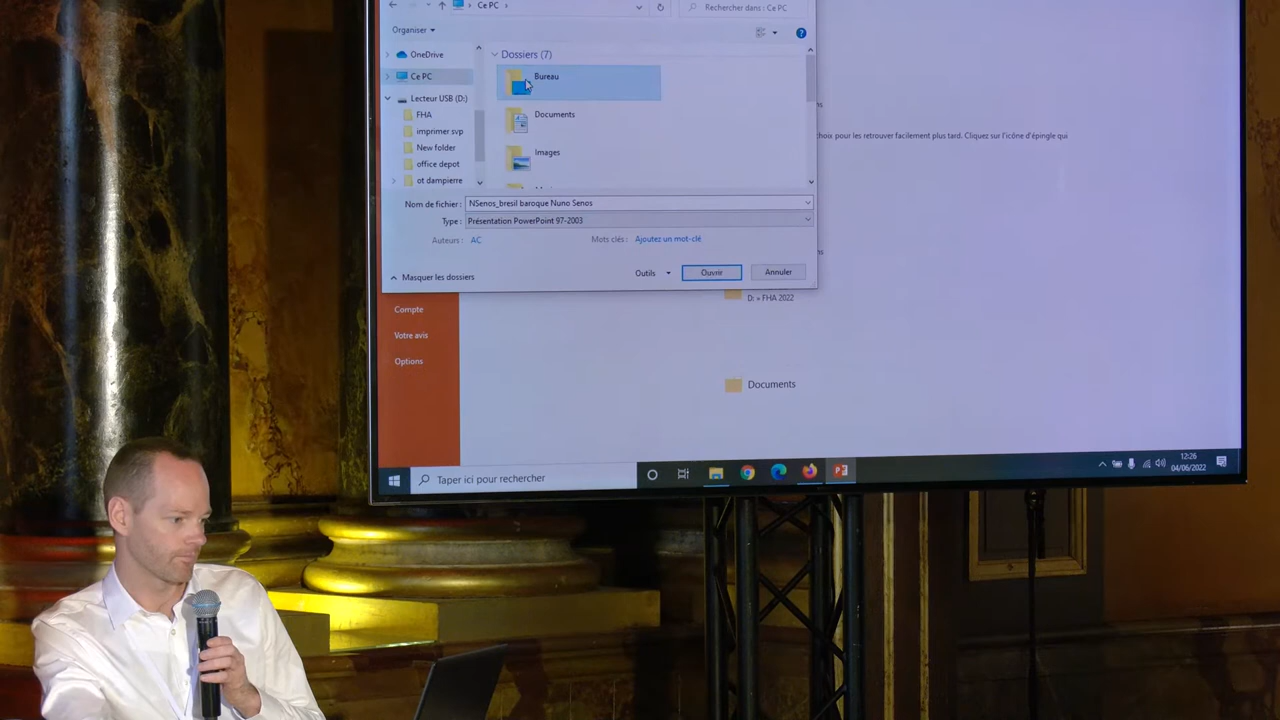 Ce PC
Rechercher dans : Ce PC
Organiser
OneDrive
Ce PC
Lecteur USB (D:)
FHA
imprimer svp
New folder
office depot
ot dampierre
Dossiers (7)
Bureau
Documents
Images
Nom de fichier : NSenos_bresil baroque Nuno Senos
Type : Présentation PowerPoint 97-2003
Auteurs : AC
Mots clés : Ajoutez un mot-clé
Masquer les dossiers
Outils
Ouvrir
Annuler
choix pour les retrouver facilement plus tard. Cliquez sur l'icône d'épingle qui
D: » FHA 2022
Documents
Compte
Votre avis
Options
Taper ici pour rechercher
12:26
04/06/2022